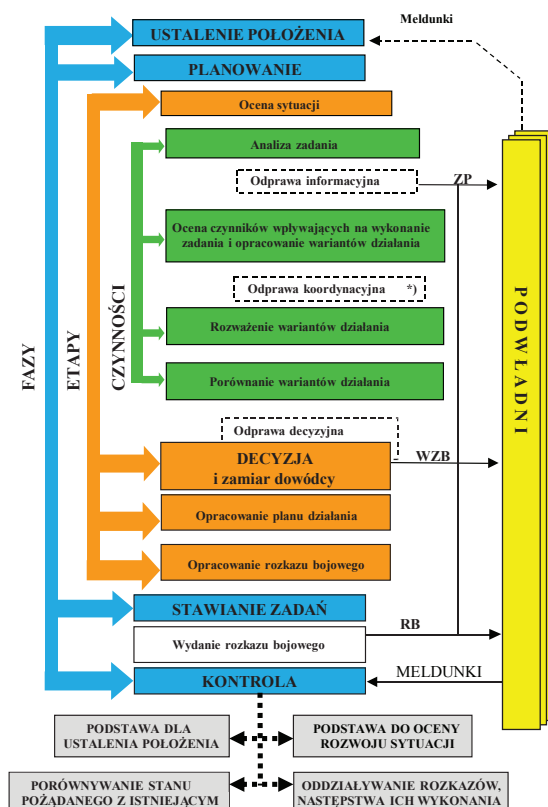 Meldunki
USTALENIE POŁOŻENIA
PLANOWANIE
Ocena sytuacji
Analiza zadania
Odprawa informacyjna
ZP
Ocena czynników wpływających na wykonanie
zadania i opracowanie wariantów działania
Odprawa koordynacyjna *)
Rozważenie wariantów działania
Porównanie wariantów działania
FAZY
ETAPY
CZYNNOŚCI
PODWŁADNI
Odprawa decyzyjna
DECYZJA
i zamiar dowódcy
WZB
Opracowanie planu działania
Opracowanie rozkazu bojowego
STAWIANIE ZADAŃ
Wydanie rozkazu bojowego
RB
KONTROLA
MELDUNKI
PODSTAWA DLA
USTALENIA POŁOŻENIA
PODSTAWA DO OCENY
ROZWOJU SYTUACJI
PORÓWNYWANIE STANU
POŻĄDANEGO Z ISTNIEJĄCYM
ODDZIAŁYWANIE ROZKAZÓW,
NASTĘPSTWA ICH WYKONANIA